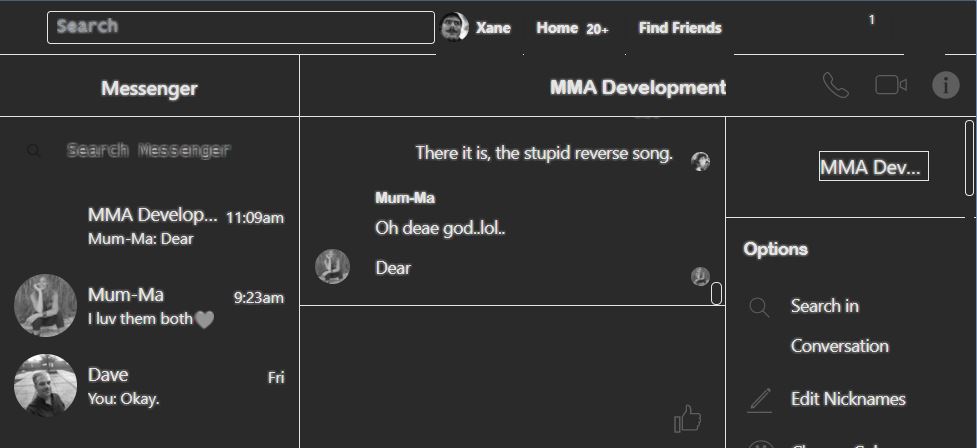 Search
Xane
Home 20+
Find Friends
1
Messenger
MMA Development
Search Messenger
MMA Develop... 11:09am
Mum-Ma: Dear
Mum-Ma 9:23am
I luv them both🖤
Dave Fri
You: Okay.
There it is, the stupid reverse song.
Mum-Ma
Oh deae god..lol..
Dear
MMA Dev...
Options
Search in
Conversation
Edit Nicknames